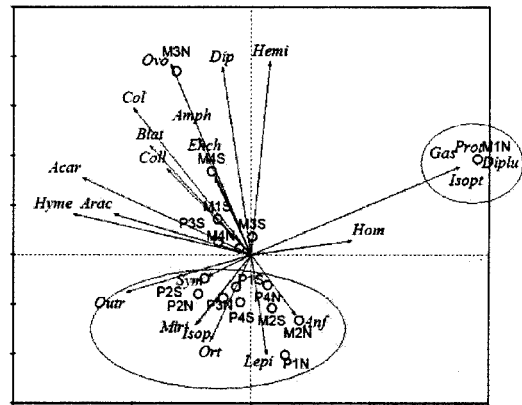 M3N
Ovo
Dip
Hemi
Col
Amph
Blat
Ench
Coll
M4S
Acar
Gas
Prot
M1N
Diplu
Isopt
Hyme
Arac
M1S
P3S
M3S
M4N
Hom
Sym
P1S
Outr
P2S
P2N
P3N
P4N
Miri
Isop
P4S
M2S
Anf
M2N
Ort
Lepi
P1N